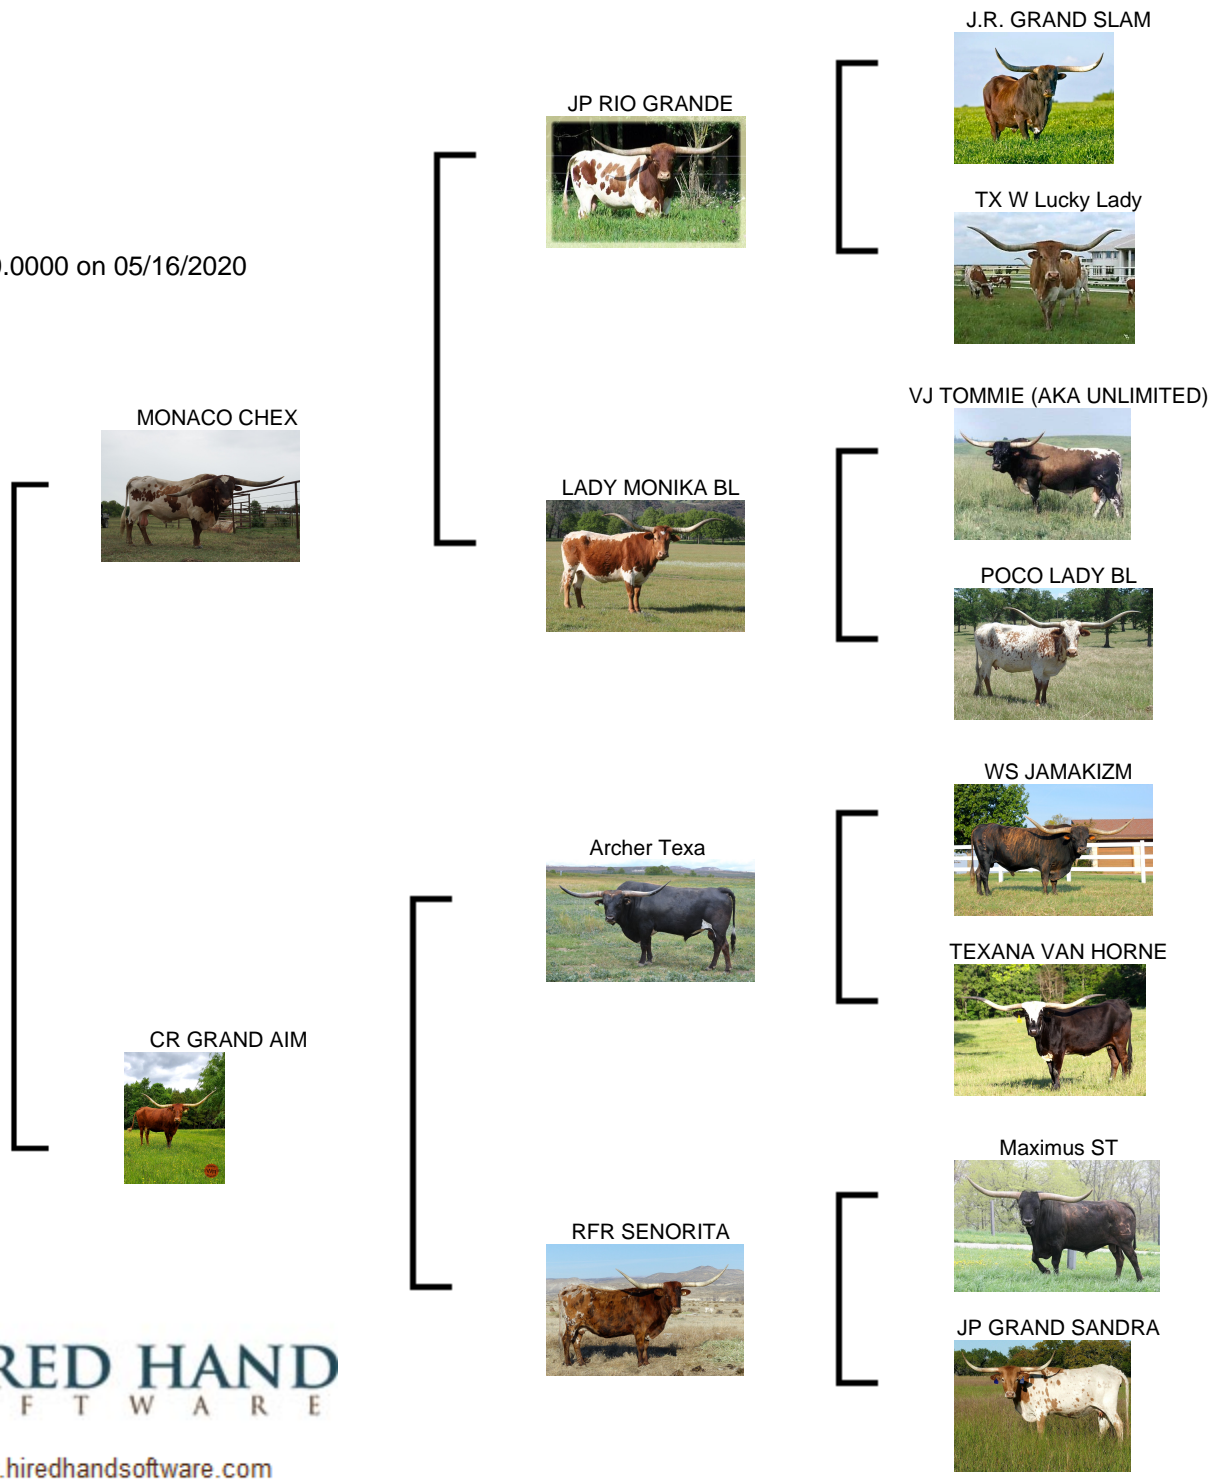 J.R. GRAND SLAM
JP RIO GRANDE
TX W Lucky Lady
.0000 on 05/16/2020
VJ TOMMIE (AKA UNLIMITED)
MONACO CHEX
LADY MONIKA BL
POCO LADY BL
WS JAMAKIZM
Archer Texa
TEXANA VAN HORNE
CR GRAND AIM
Maximus ST
RFR SENORITA
JP GRAND SANDRA
RED HAND
F T W A R E
.hiredhandsoftware.com